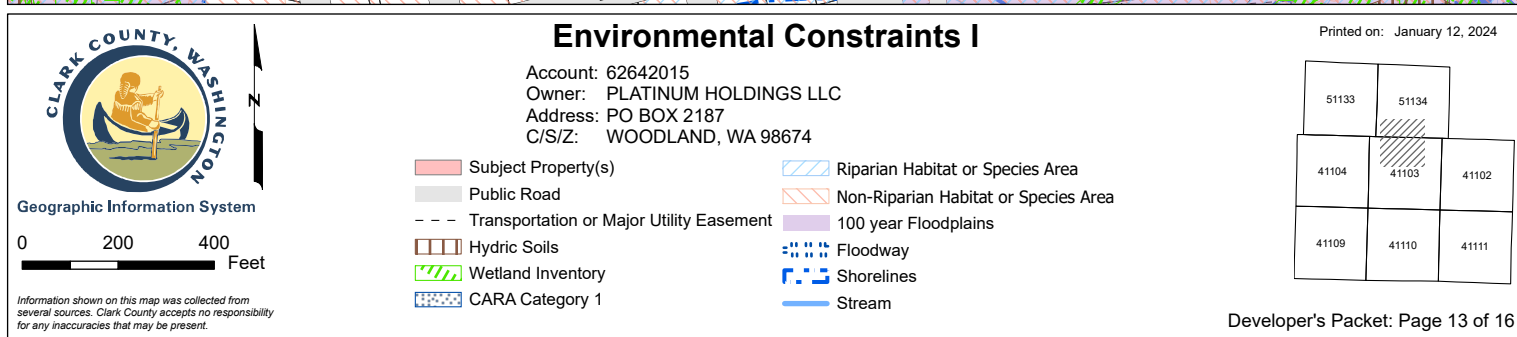 CLARK COUNTY, WASHINGTON
Geographic Information System
N
0 200 400
Feet
Information shown on this map was collected from
several sources. Clark County accepts no responsibility
for any inaccuracies that may be present.
Environmental Constraints I
Account: 62642015
Owner: PLATINUM HOLDINGS LLC
Address: PO BOX 2187
C/S/Z: WOODLAND, WA 98674
Subject Property(s)
Public Road
Transportation or Major Utility Easement
Hydric Soils
Wetland Inventory
CARA Category 1
Riparian Habitat or Species Area
Non-Riparian Habitat or Species Area
100 year Floodplains
Floodway
Shorelines
Stream
Printed on: January 12, 2024
51133 51134
41104 41103 41102
41109 41110 41111
Developer's Packet: Page 13 of 16